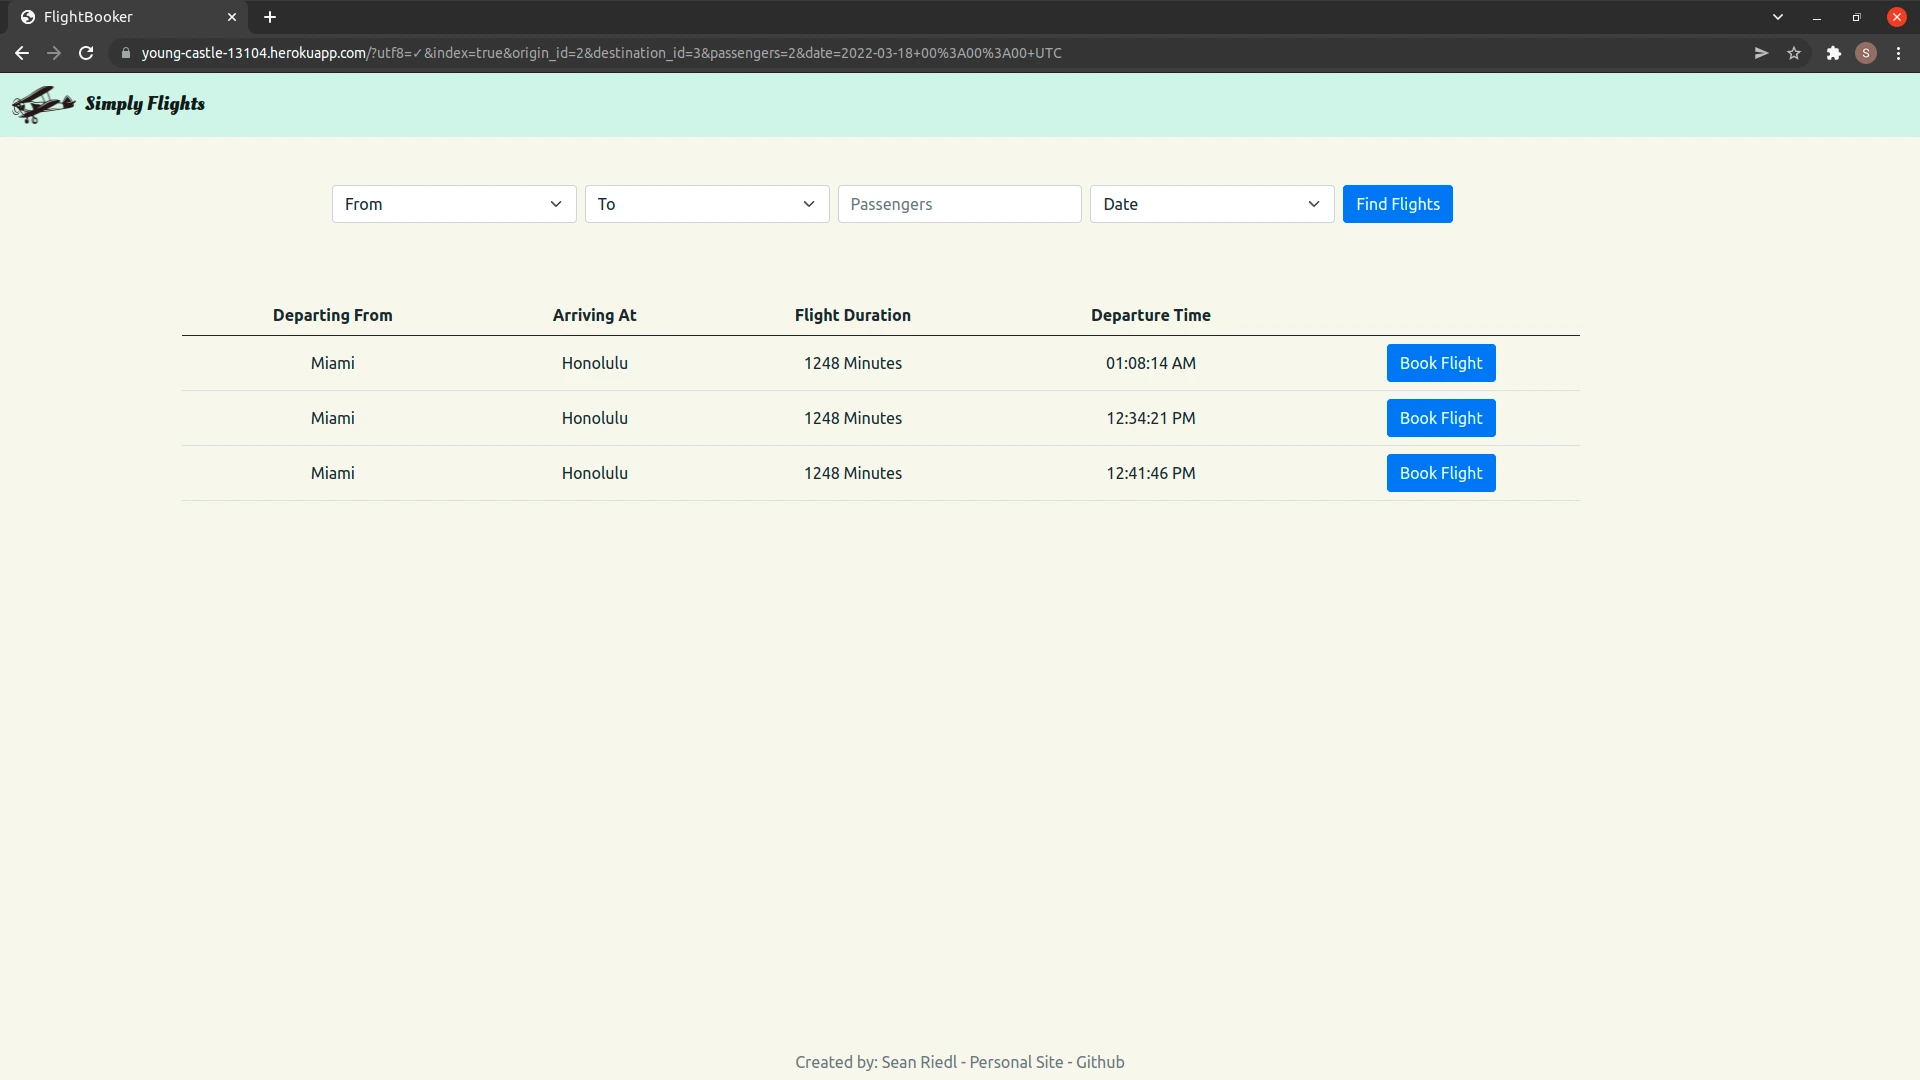 FlightBooker
young-castle-13104.herokuapp.com/?utf8=✓&index=true&origin_id=2&destination_id=3&passengers=2&date=2022-03-18+00%3A00%3A00+UTC
S
Simply Flights
From To Passengers Date Find Flights
Departing From Arriving At Flight Duration Departure Time
Miami Honolulu 1248 Minutes 01:08:14 AM Book Flight
Miami Honolulu 1248 Minutes 12:34:21 PM Book Flight
Miami Honolulu 1248 Minutes 12:41:46 PM Book Flight
Created by: Sean Riedl - Personal Site - Github